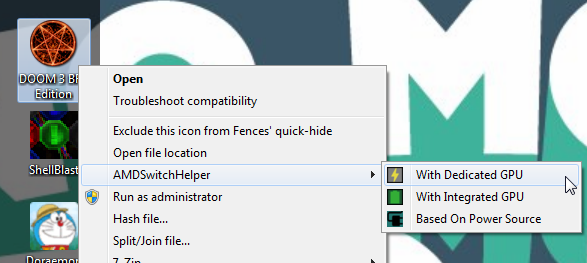 DOOM 3 BF
Edition
ShellBlast
Doraemon
Open
Troubleshoot compatibility
Exclude this icon from Fences' quick-hide
Open file location
AMDSwitchHelper
Run as administrator
Hash file...
Split/Join file...
7-Zip
With Dedicated GPU
With Integrated GPU
Based On Power Source